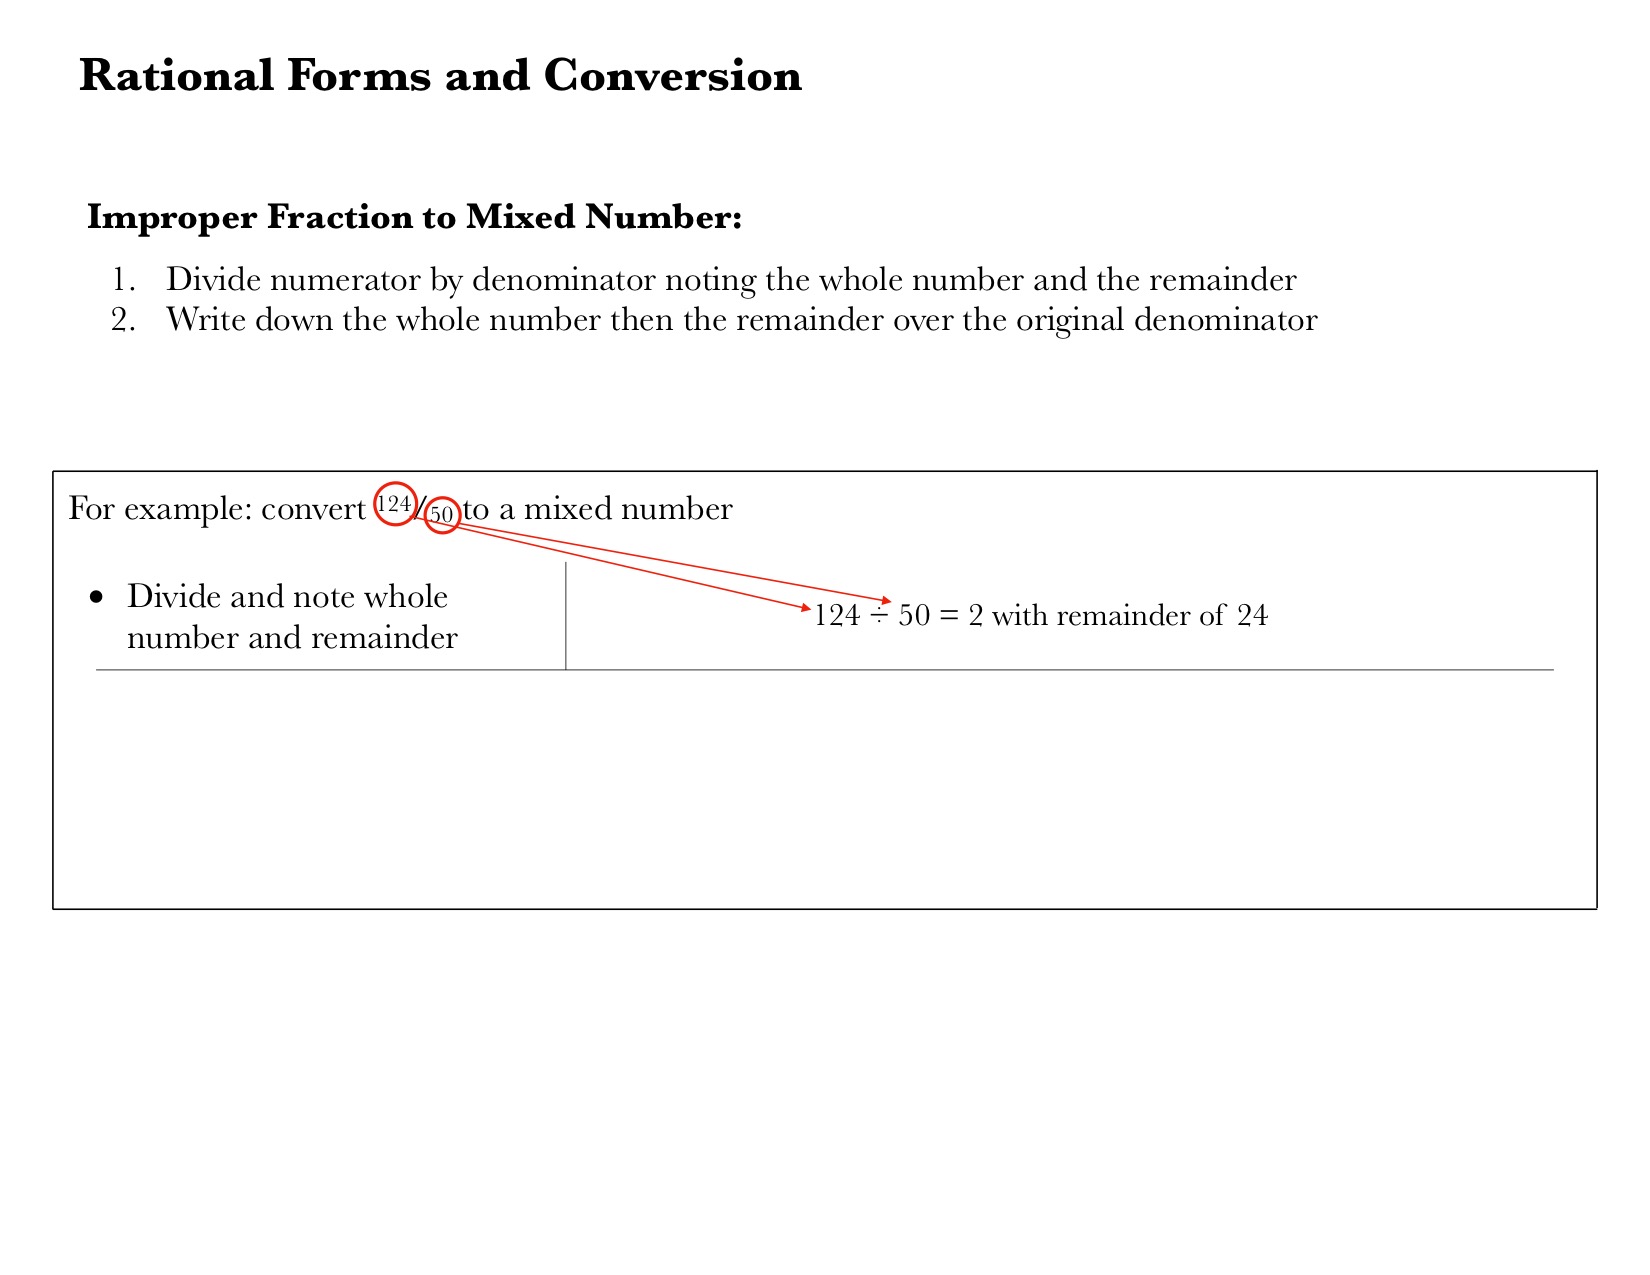 Rational Forms and Conversion
Improper Fraction to Mixed Number:
1. Divide numerator by denominator noting the whole number and the remainder
2. Write down the whole number then the remainder over the original denominator
For example: convert 124/50 to a mixed number
• Divide and note whole
number and remainder
124 ÷ 50 = 2 with remainder of 24